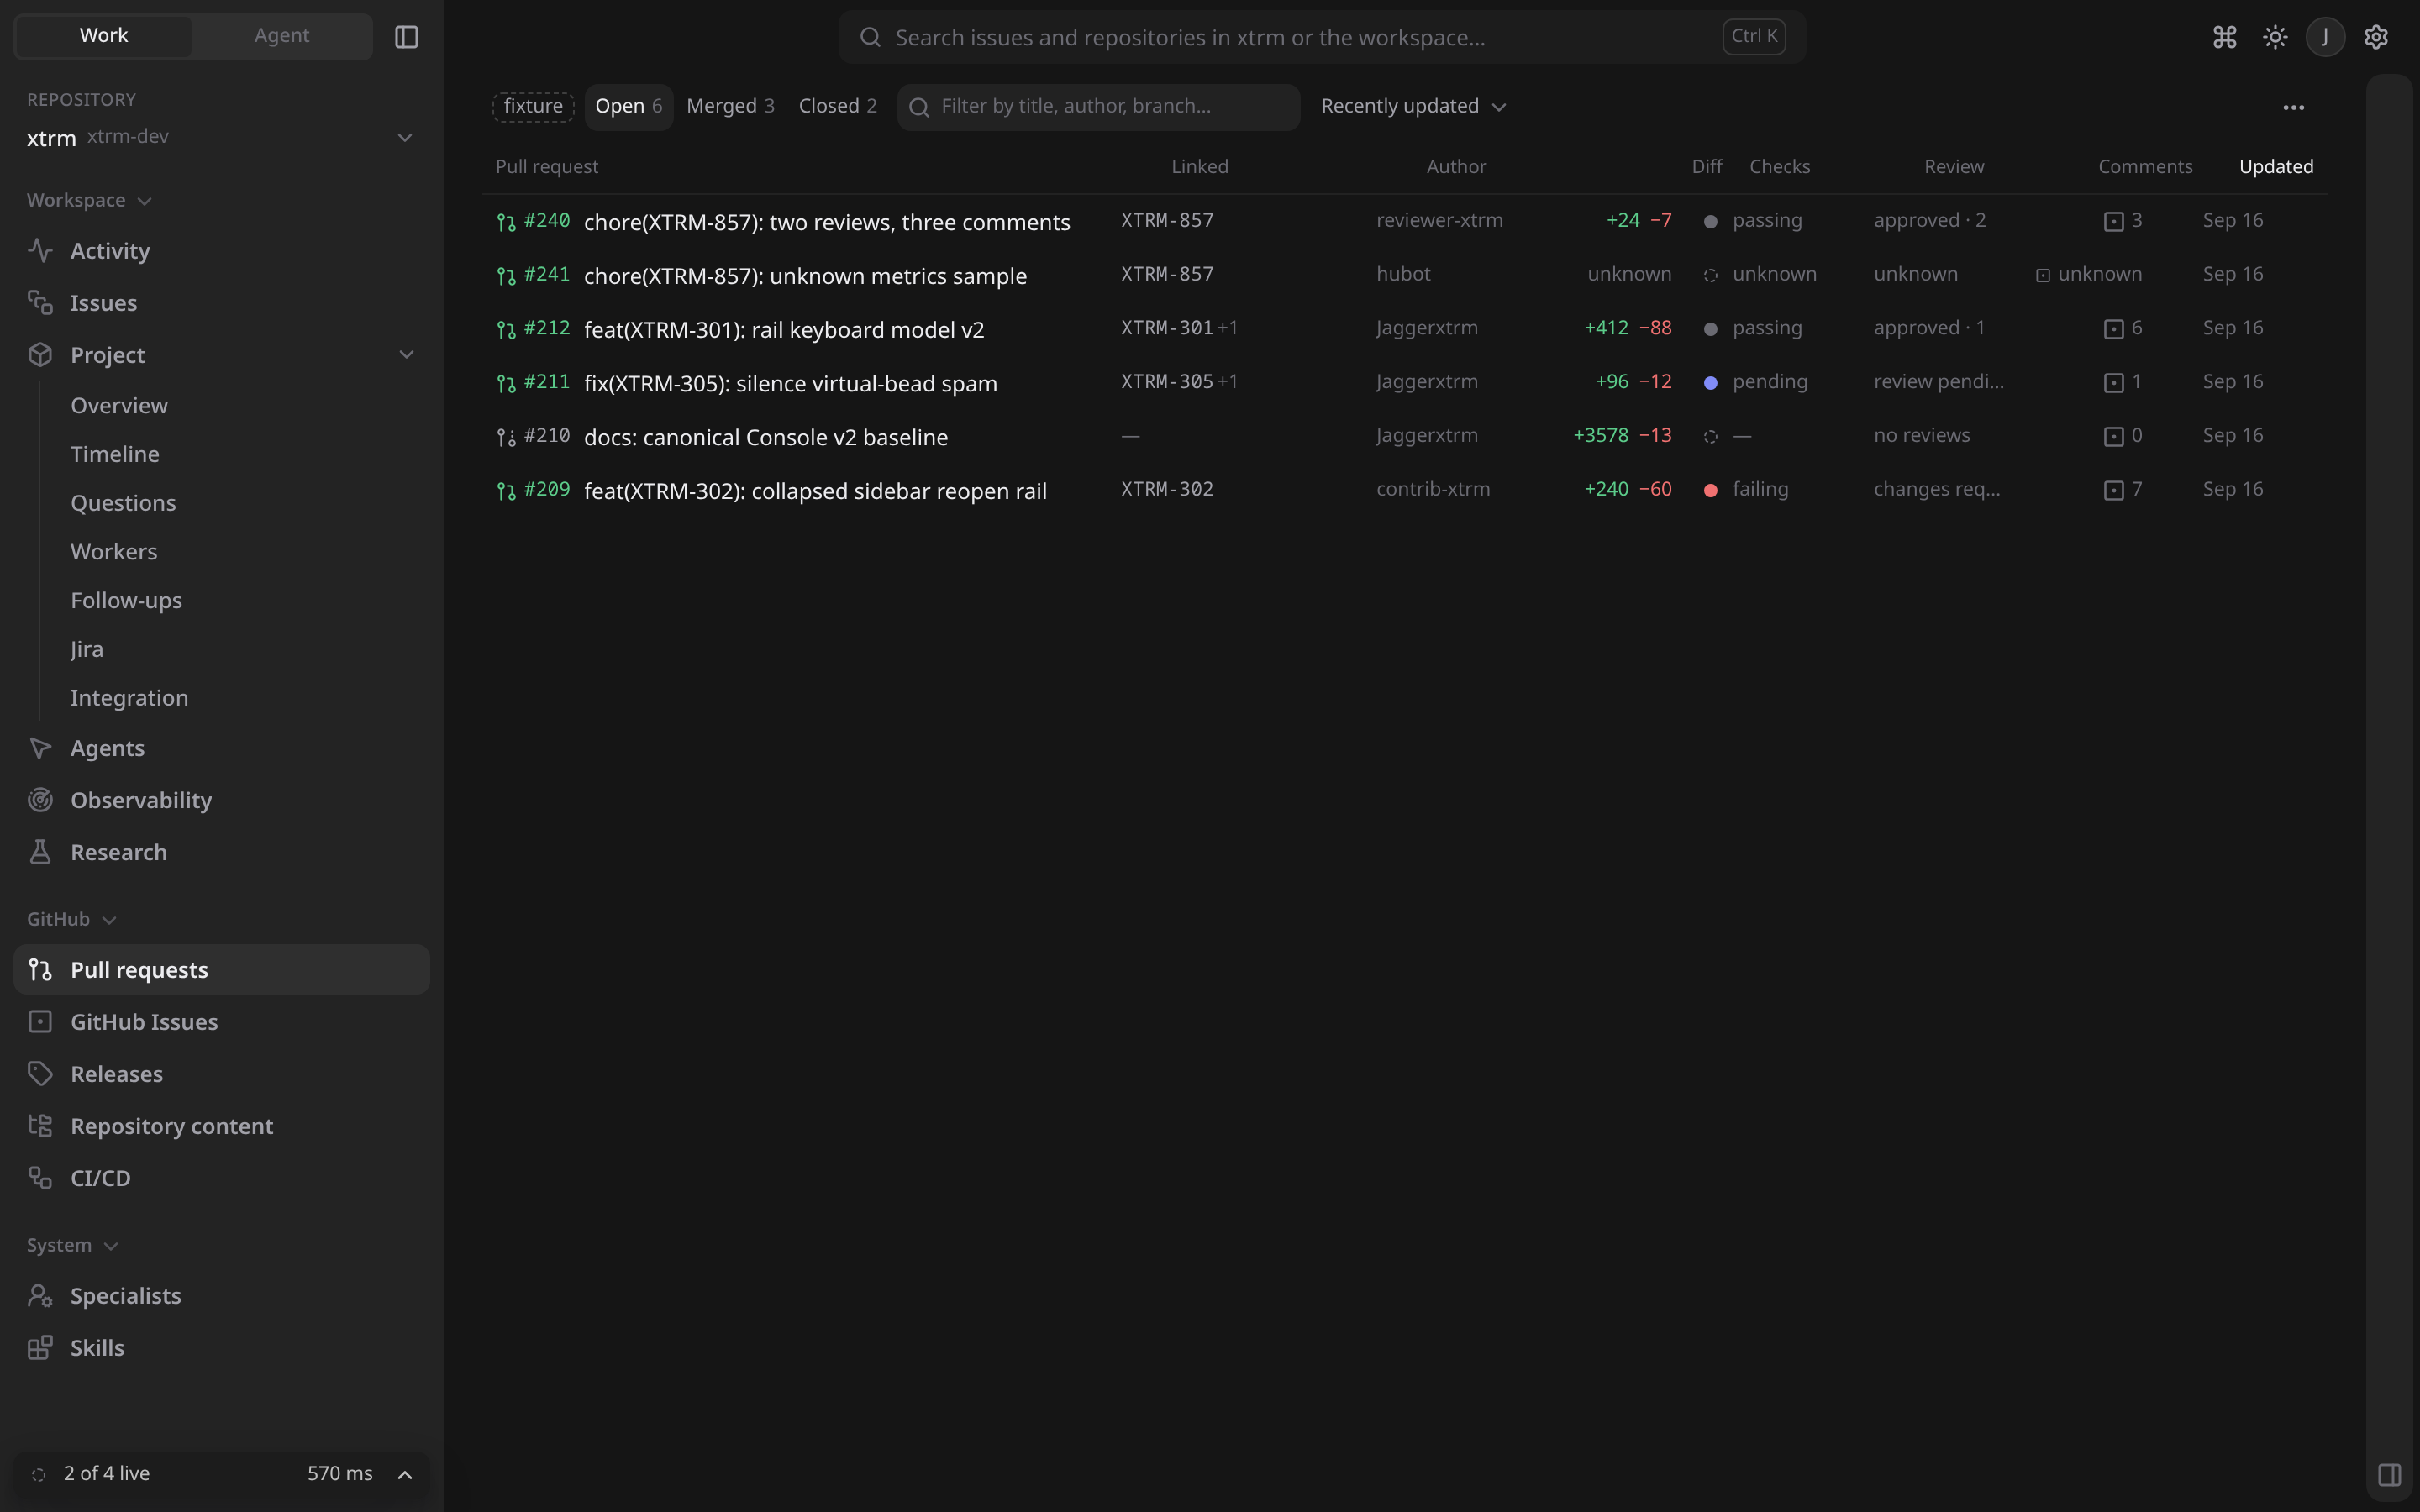 Work Agent
Search issues and repositories in xtrm or the workspace... Ctrl K J
REPOSITORY
xtrm xtrm-dev
Workspace
Activity
Issues
Project
Overview
Timeline
Questions
Workers
Follow-ups
Jira
Integration
Agents
Observability
Research
GitHub
Pull requests
GitHub Issues
Releases
Repository content
CI/CD
System
Specialists
Skills
2 of 4 live 570 ms
fixture Open 6 Merged 3 Closed 2 Filter by title, author, branch... Recently updated
Pull request Linked Author Diff Checks Review Comments Updated
#240 chore(XTRM-857): two reviews, three comments XTRM-857 reviewer-xtrm +24 −7 passing approved · 2 3 Sep 16
#241 chore(XTRM-857): unknown metrics sample XTRM-857 hubot unknown unknown unknown unknown Sep 16
#212 feat(XTRM-301): rail keyboard model v2 XTRM-301 +1 Jaggerxtrm +412 −88 passing approved · 1 6 Sep 16
#211 fix(XTRM-305): silence virtual-bead spam XTRM-305 +1 Jaggerxtrm +96 −12 pending review pendi... 1 Sep 16
#210 docs: canonical Console v2 baseline — Jaggerxtrm +3578 −13 — no reviews 0 Sep 16
#209 feat(XTRM-302): collapsed sidebar reopen rail XTRM-302 contrib-xtrm +240 −60 failing changes req... 7 Sep 16